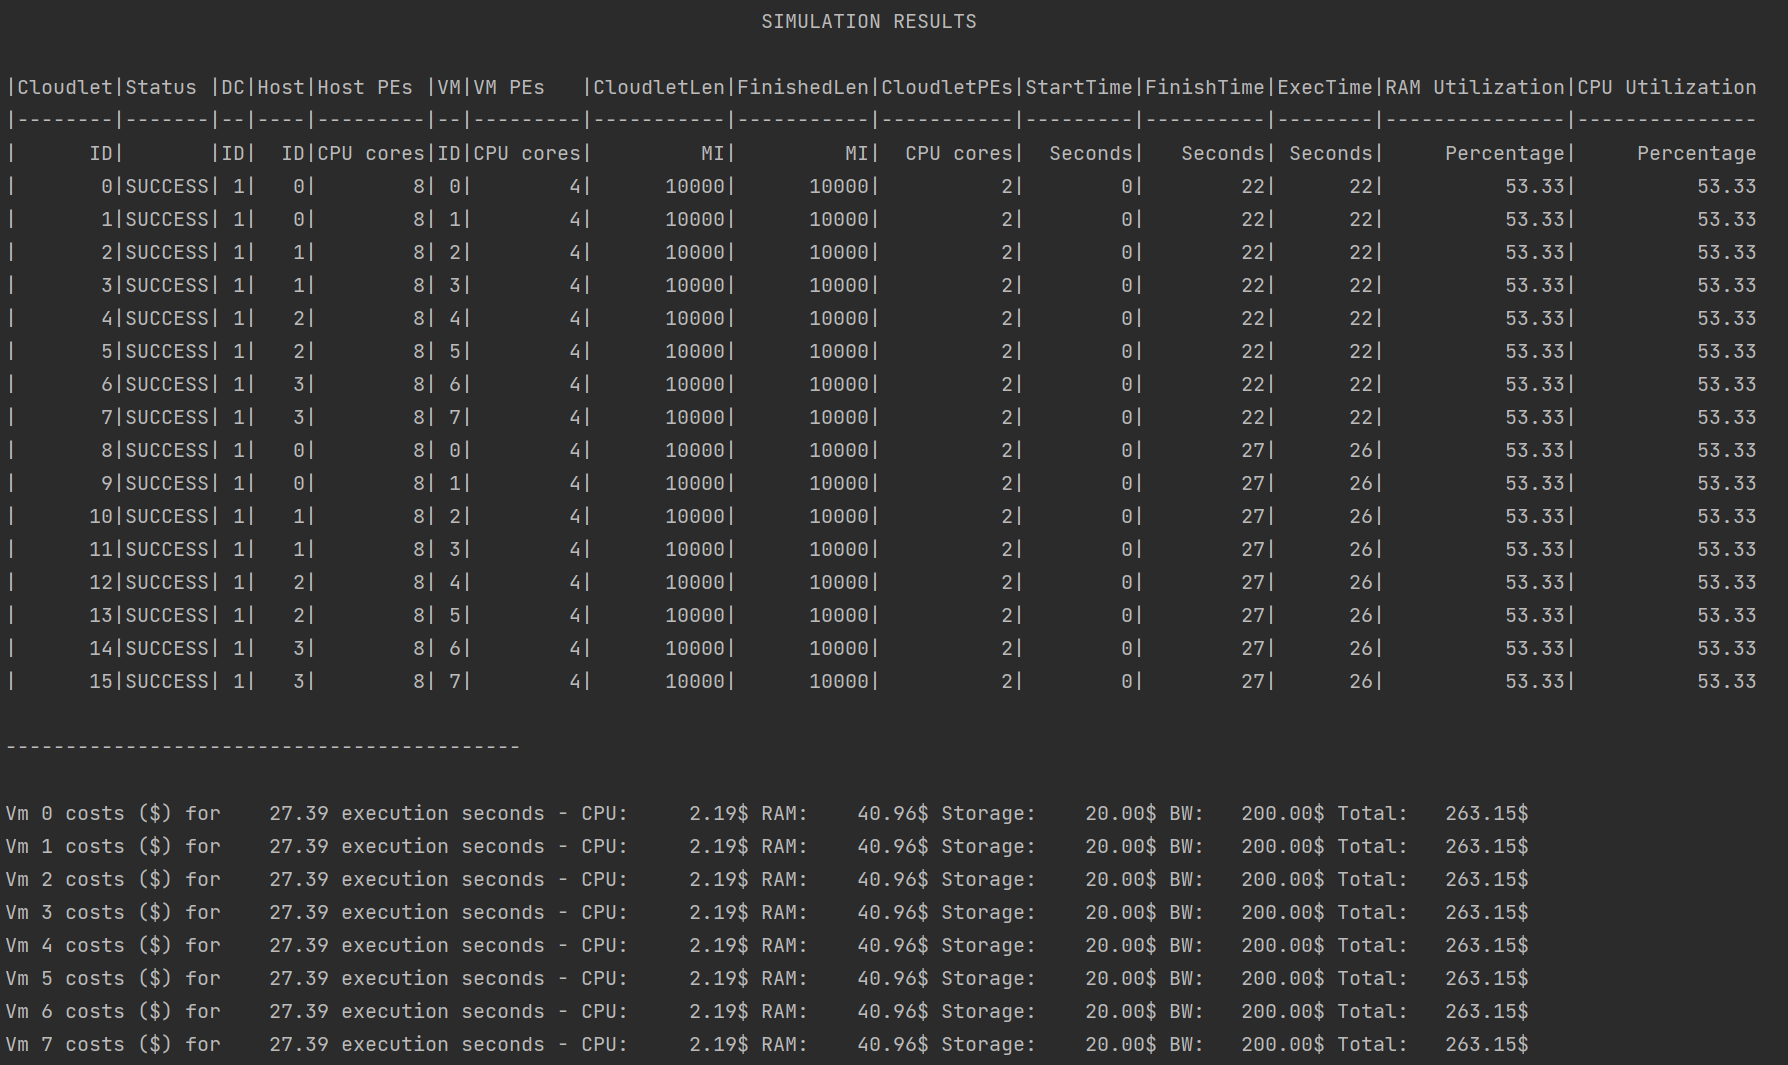 SIMULATION RESULTS
|Cloudlet|Status |DC|Host|Host PEs |VM|VM PEs   |CloudletLen|FinishedLen|CloudletPEs|StartTime|FinishTime|ExecTime|RAM Utilization|CPU Utilization
|--------|-------|--|----|---------|--|---------|-----------|-----------|-----------|---------|----------|--------|---------------|---------------
|      ID|       |ID|  ID|CPU cores|ID|CPU cores|         MI|         MI|  CPU cores|  Seconds|   Seconds| Seconds|     Percentage|     Percentage
|       0|SUCCESS| 1|   0|        8| 0|        4|      10000|      10000|          2|        0|        22|      22|          53.33|          53.33
|       1|SUCCESS| 1|   0|        8| 1|        4|      10000|      10000|          2|        0|        22|      22|          53.33|          53.33
|       2|SUCCESS| 1|   1|        8| 2|        4|      10000|      10000|          2|        0|        22|      22|          53.33|          53.33
|       3|SUCCESS| 1|   1|        8| 3|        4|      10000|      10000|          2|        0|        22|      22|          53.33|          53.33
|       4|SUCCESS| 1|   2|        8| 4|        4|      10000|      10000|          2|        0|        22|      22|          53.33|          53.33
|       5|SUCCESS| 1|   2|        8| 5|        4|      10000|      10000|          2|        0|        22|      22|          53.33|          53.33
|       6|SUCCESS| 1|   3|        8| 6|        4|      10000|      10000|          2|        0|        22|      22|          53.33|          53.33
|       7|SUCCESS| 1|   3|        8| 7|        4|      10000|      10000|          2|        0|        22|      22|          53.33|          53.33
|       8|SUCCESS| 1|   0|        8| 0|        4|      10000|      10000|          2|        0|        27|      26|          53.33|          53.33
|       9|SUCCESS| 1|   0|        8| 1|        4|      10000|      10000|          2|        0|        27|      26|          53.33|          53.33
|      10|SUCCESS| 1|   1|        8| 2|        4|      10000|      10000|          2|        0|        27|      26|          53.33|          53.33
|      11|SUCCESS| 1|   1|        8| 3|        4|      10000|      10000|          2|        0|        27|      26|          53.33|          53.33
|      12|SUCCESS| 1|   2|        8| 4|        4|      10000|      10000|          2|        0|        27|      26|          53.33|          53.33
|      13|SUCCESS| 1|   2|        8| 5|        4|      10000|      10000|          2|        0|        27|      26|          53.33|          53.33
|      14|SUCCESS| 1|   3|        8| 6|        4|      10000|      10000|          2|        0|        27|      26|          53.33|          53.33
|      15|SUCCESS| 1|   3|        8| 7|        4|      10000|      10000|          2|        0|        27|      26|          53.33|          53.33
-------------------------------------------
Vm 0 costs ($) for    27.39 execution seconds - CPU:     2.19$ RAM:    40.96$ Storage:    20.00$ BW:   200.00$ Total:   263.15$
Vm 1 costs ($) for    27.39 execution seconds - CPU:     2.19$ RAM:    40.96$ Storage:    20.00$ BW:   200.00$ Total:   263.15$
Vm 2 costs ($) for    27.39 execution seconds - CPU:     2.19$ RAM:    40.96$ Storage:    20.00$ BW:   200.00$ Total:   263.15$
Vm 3 costs ($) for    27.39 execution seconds - CPU:     2.19$ RAM:    40.96$ Storage:    20.00$ BW:   200.00$ Total:   263.15$
Vm 4 costs ($) for    27.39 execution seconds - CPU:     2.19$ RAM:    40.96$ Storage:    20.00$ BW:   200.00$ Total:   263.15$
Vm 5 costs ($) for    27.39 execution seconds - CPU:     2.19$ RAM:    40.96$ Storage:    20.00$ BW:   200.00$ Total:   263.15$
Vm 6 costs ($) for    27.39 execution seconds - CPU:     2.19$ RAM:    40.96$ Storage:    20.00$ BW:   200.00$ Total:   263.15$
Vm 7 costs ($) for    27.39 execution seconds - CPU:     2.19$ RAM:    40.96$ Storage:    20.00$ BW:   200.00$ Total:   263.15$